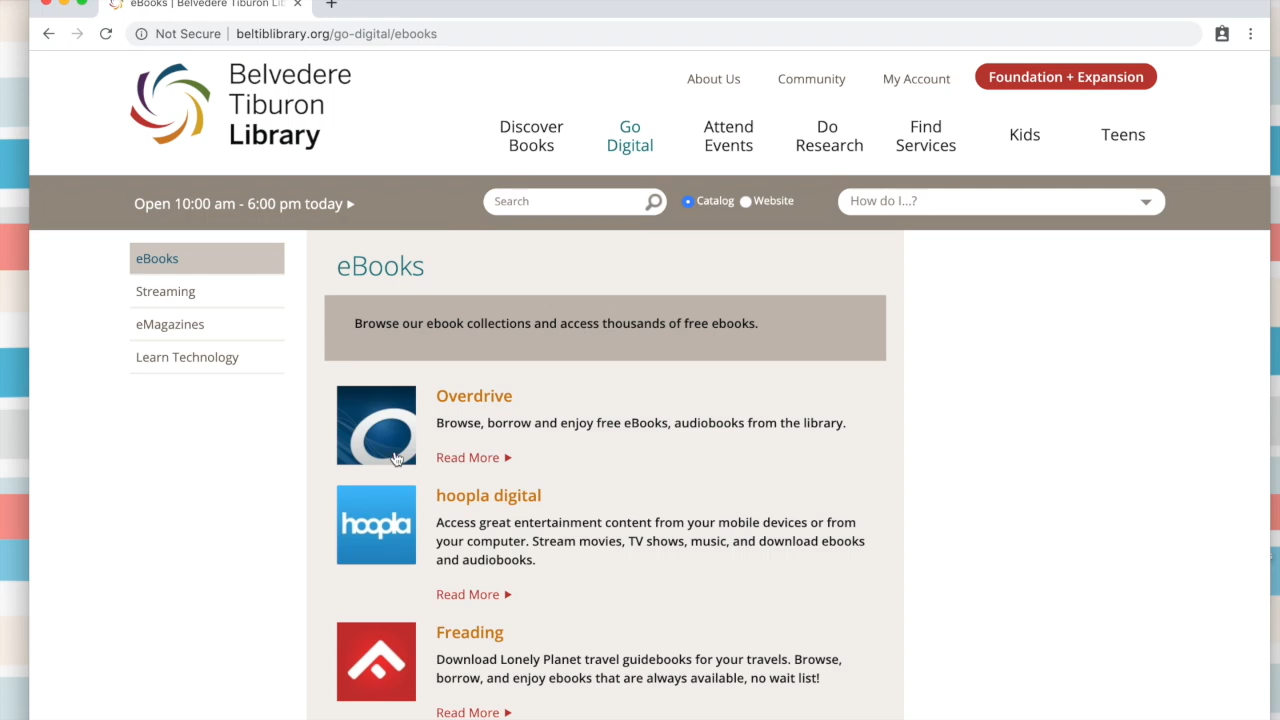 eBooks | Belvedere Tiburon Lib
Not Secure | beltiblibrary.org/go-digital/ebooks
Belvedere
Tiburon
Library
About Us
Community
My Account
Foundation + Expansion
Discover
Books
Go
Digital
Attend
Events
Do
Research
Find
Services
Kids
Teens
Open 10:00 am - 6:00 pm today
Search
Catalog
Website
How do I...?
eBooks
Streaming
eMagazines
Learn Technology
eBooks
Browse our ebook collections and access thousands of free ebooks.
Overdrive
Browse, borrow and enjoy free eBooks, audiobooks from the library.
Read More
hoopla
hoopla digital
Access great entertainment content from your mobile devices or from
your computer. Stream movies, TV shows, music, and download ebooks
and audiobooks.
Read More
Freading
Download Lonely Planet travel guidebooks for your travels. Browse,
borrow, and enjoy ebooks that are always available, no wait list!
Read More